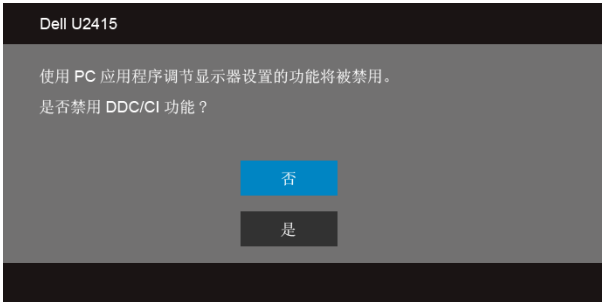 Dell U2415
使用 PC 应用程序调节显示器设置的功能将被禁用。
是否禁用 DDC/CI 功能？
否
是